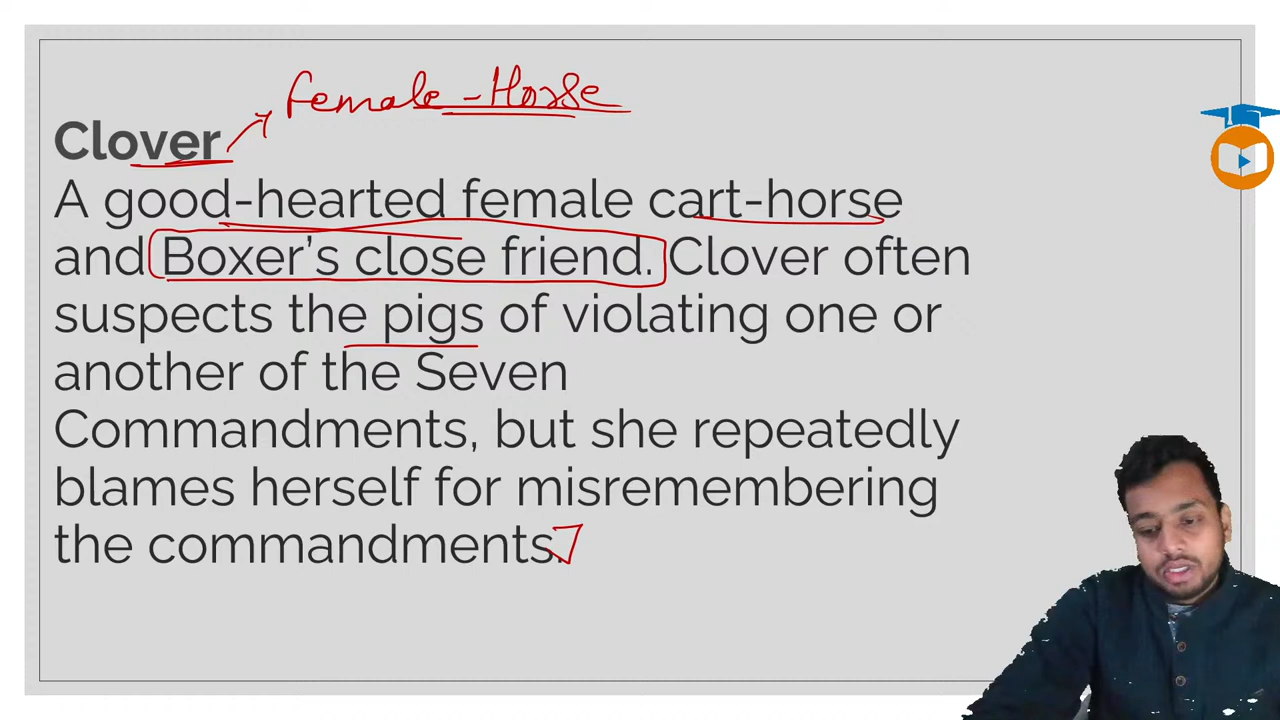 female - Horse
Clover
A good-hearted female cart-horse
and Boxer's close friend. Clover often
suspects the pigs of violating one or
another of the Seven
Commandments, but she repeatedly
blames herself for misremembering
the commandments.